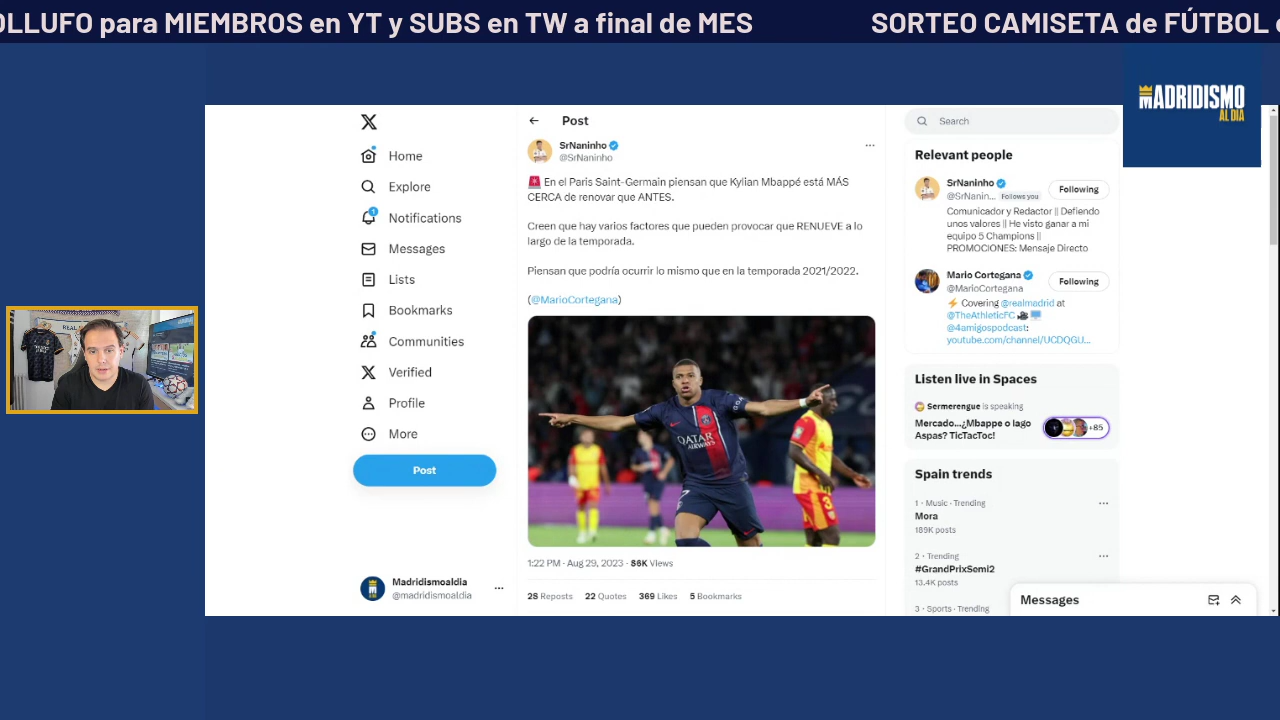 OLLUFO para MIEMBROS en YT y SUBS en TW a final de MES
SORTEO CAMISETA de FÚTBOL
MADRIDISMO
AL DÍA
Home
Explore
1
Notifications
Messages
Lists
Bookmarks
Communities
Verified
Profile
More
Post
Madridismoaldia
@madridismoaldia
Post
SrNaninho
@SrNaninho
🚨 En el Paris Saint-Germain piensan que Kylian Mbappé está MÁS
CERCA de renovar que ANTES.
Creen que hay varios factores que pueden provocar que RENUEVE a lo
largo de la temporada.
Piensan que podría ocurrir lo mismo que en la temporada 2021/2022.
(@MarioCortegana)
QATAR
AIRWAYS
1:22 PM · Aug 29, 2023 · 86K Views
28 Reposts 22 Quotes 369 Likes 5 Bookmarks
Search
Relevant people
SrNaninho
Following
@SrNanin... Follows you
Comunicador y Redactor || Defiendo
unos valores || He visto ganar a mi
equipo 5 Champions ||
PROMOCIONES: Mensaje Directo
Mario Cortegana
Following
@MarioCortegana
⚡ Covering @realmadrid at
@TheAthleticFC 🎥🖥️
@4amigospodcast:
youtube.com/channel/UCDQGU...
Listen live in Spaces
Sermerengue is speaking
Mercado...¿Mbappe o Iago
Aspas? TicTacToc!
+85
Spain trends
1 · Music · Trending
Mora
189K posts
2 · Trending
#GrandPrixSemi2
13.4K posts
3 · Sports · Trending
Messages